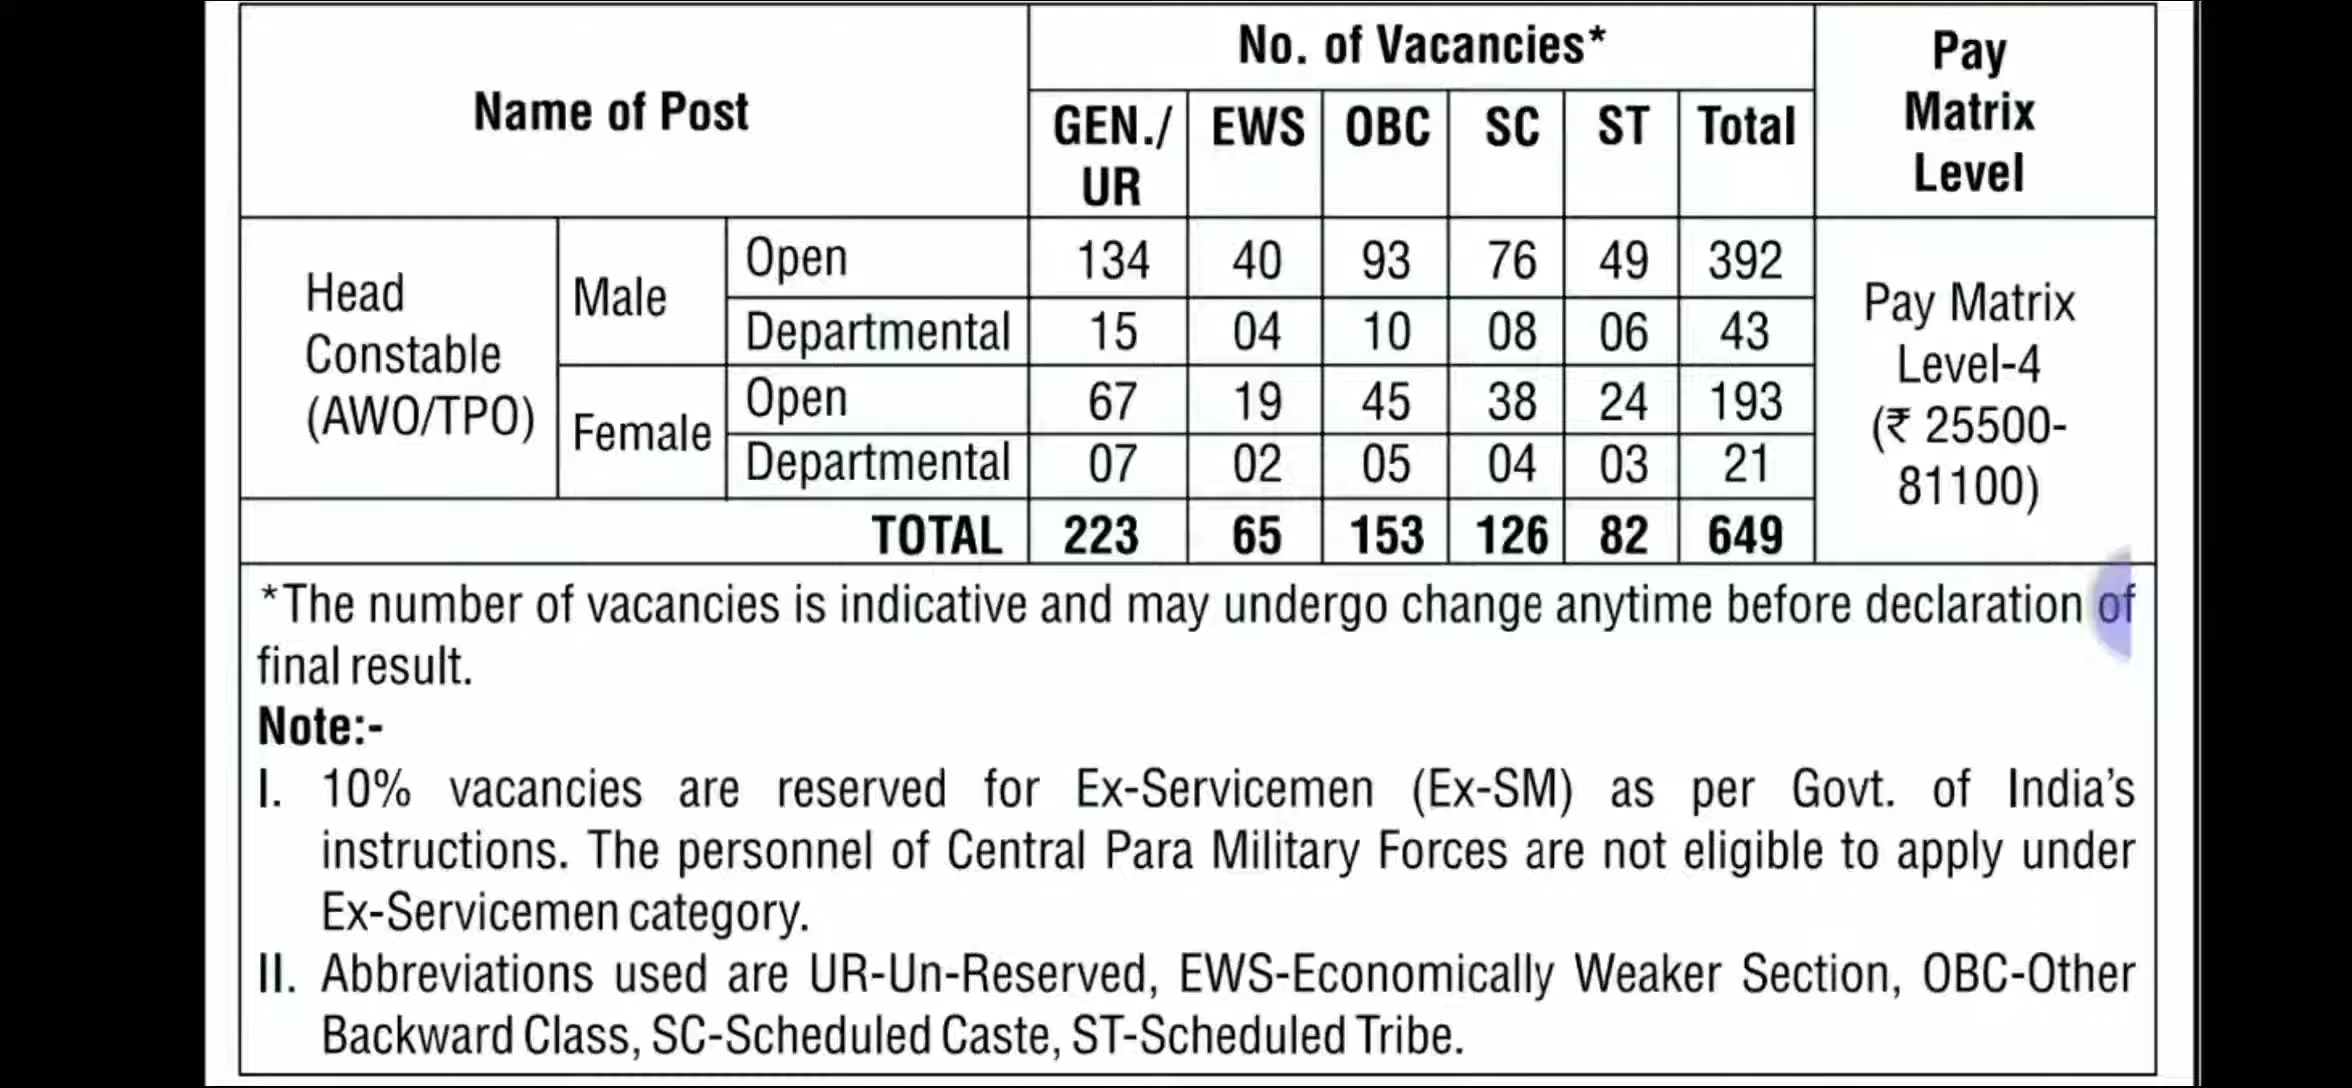 Name of Post
No. of Vacancies*
Pay
Matrix
Level
GEN./
UR
EWS OBC SC ST Total
Head
Constable
(AWO/TPO)
Male
Open 134 40 93 76 49 392
Departmental 15 04 10 08 06 43
Female
Open 67 19 45 38 24 193
Departmental 07 02 05 04 03 21
Pay Matrix
Level-4
(₹ 25500-
81100)
TOTAL 223 65 153 126 82 649
*The number of vacancies is indicative and may undergo change anytime before declaration of
final result.
Note:-
I. 10% vacancies are reserved for Ex-Servicemen (Ex-SM) as per Govt. of India's
instructions. The personnel of Central Para Military Forces are not eligible to apply under
Ex-Servicemen category.
II. Abbreviations used are UR-Un-Reserved, EWS-Economically Weaker Section, OBC-Other
Backward Class, SC-Scheduled Caste, ST-Scheduled Tribe.